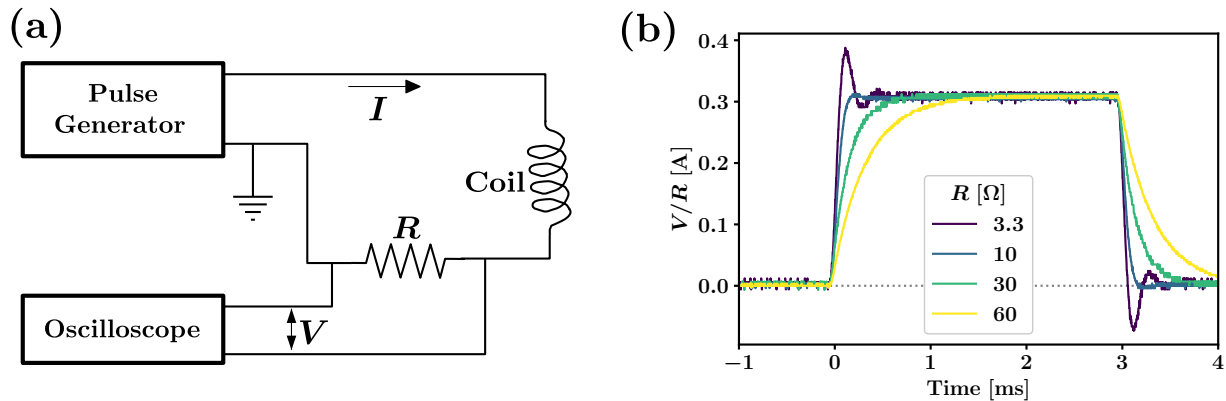 (a)
Pulse
Generator
I
Coil
R
Oscilloscope
V
(b)
V/R [A]
0.4
0.3
0.2
0.1
0.0
R [Ω]
3.3
10
30
60
−1
0
1
2
3
4
Time [ms]